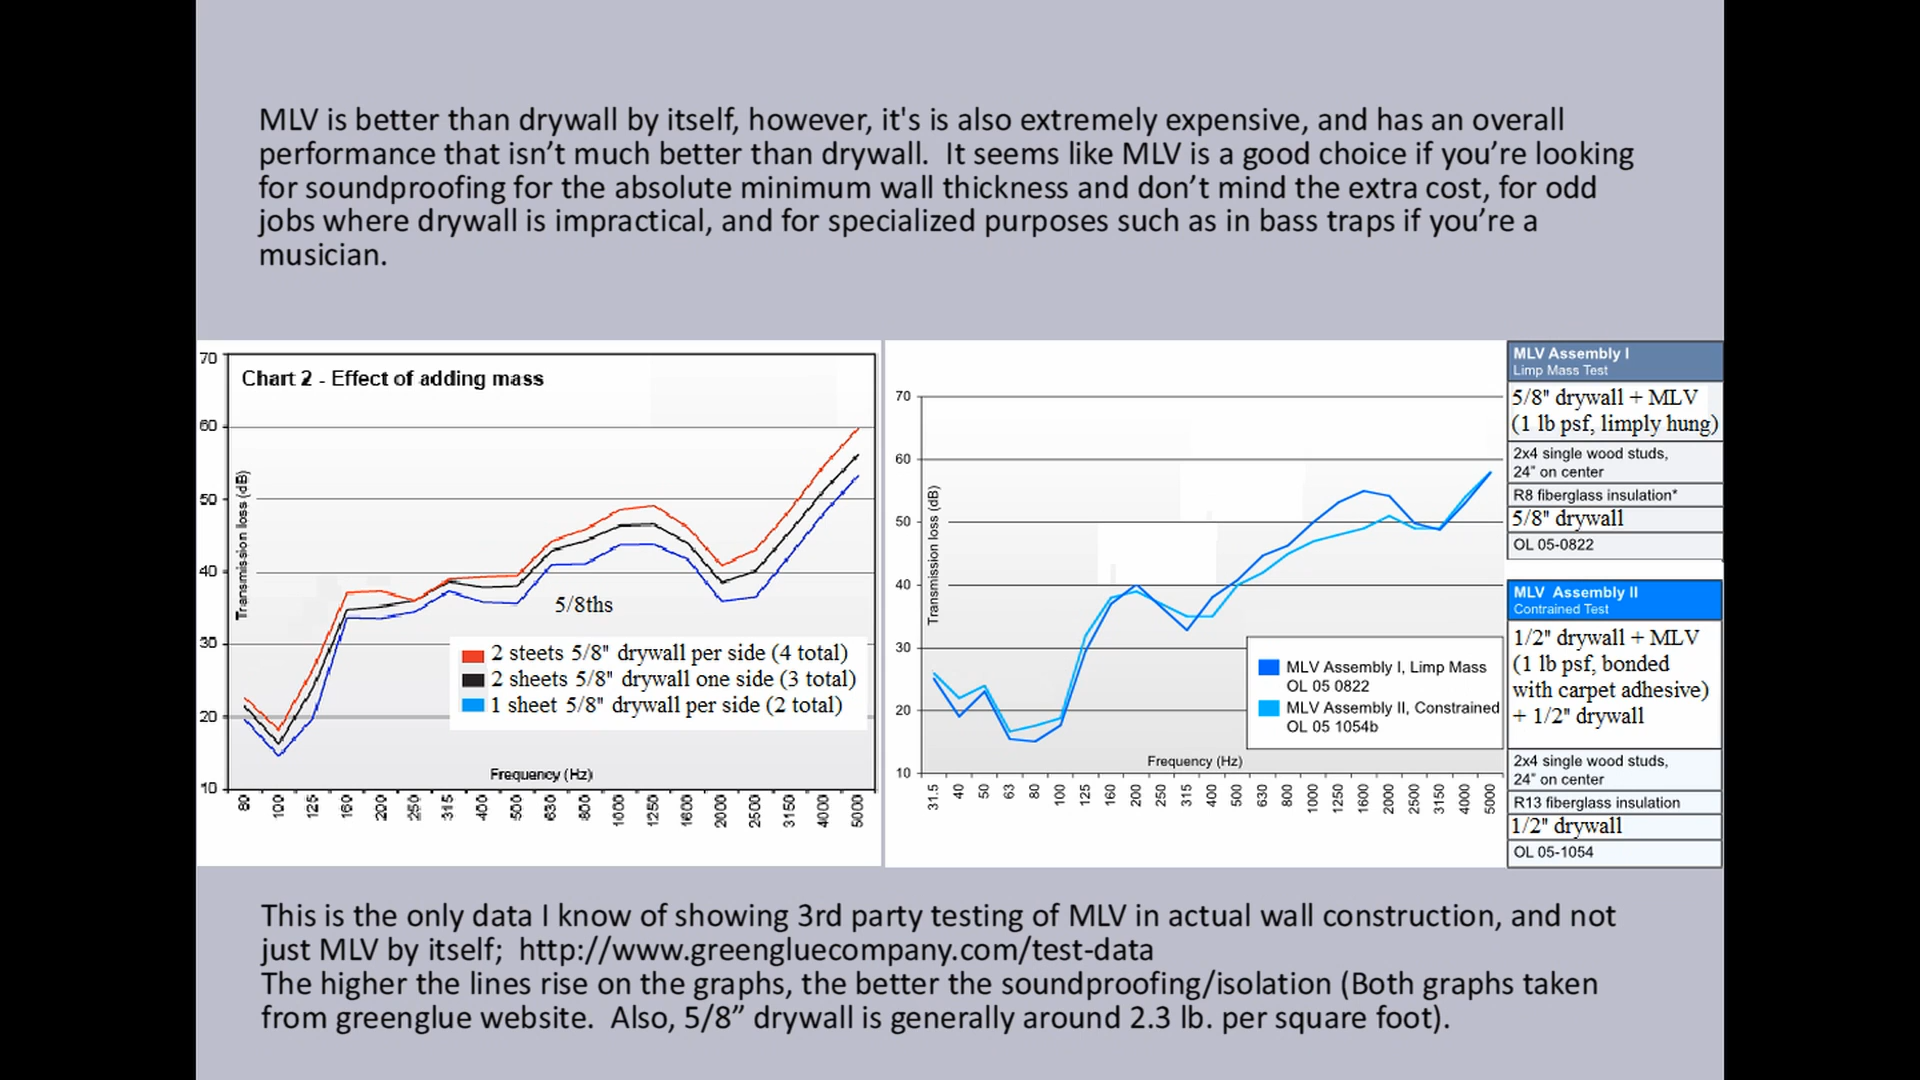 MLV is better than drywall by itself, however, it's is also extremely expensive, and has an overall
performance that isn’t much better than drywall.  It seems like MLV is a good choice if you’re looking
for soundproofing for the absolute minimum wall thickness and don’t mind the extra cost, for odd
jobs where drywall is impractical, and for specialized purposes such as in bass traps if you’re a
musician.
Chart 2 - Effect of adding mass
70
60
50
40
30
20
10
Transmission loss (dB)
5/8ths
2 steets 5/8" drywall per side (4 total)
2 sheets 5/8" drywall one side (3 total)
1 sheet 5/8" drywall per side (2 total)
Frequency (Hz)
80 100 125 160 200 250 315 400 500 630 800 1000 1250 1600 2000 2500 3150 4000 5000
70
60
50
40
30
20
10
Transmission loss (dB)
MLV Assembly I, Limp Mass
OL 05 0822
MLV Assembly II, Constrained
OL 05 1054b
Frequency (Hz)
31.5 40 50 63 80 100 125 160 200 250 315 400 500 630 800 1000 1250 1600 2000 2500 3150 4000 5000
MLV Assembly I
Limp Mass Test
5/8" drywall + MLV
(1 lb psf, limply hung)
2x4 single wood studs,
24" on center
R8 fiberglass insulation*
5/8" drywall
OL 05-0822
MLV  Assembly II
Contrained Test
1/2" drywall + MLV
(1 lb psf, bonded
with carpet adhesive)
+ 1/2" drywall
2x4 single wood studs,
24" on center
R13 fiberglass insulation
1/2" drywall
OL 05-1054
This is the only data I know of showing 3rd party testing of MLV in actual wall construction, and not
just MLV by itself;  http://www.greengluecompany.com/test-data
The higher the lines rise on the graphs, the better the soundproofing/isolation (Both graphs taken
from greenglue website.  Also, 5/8” drywall is generally around 2.3 lb. per square foot).